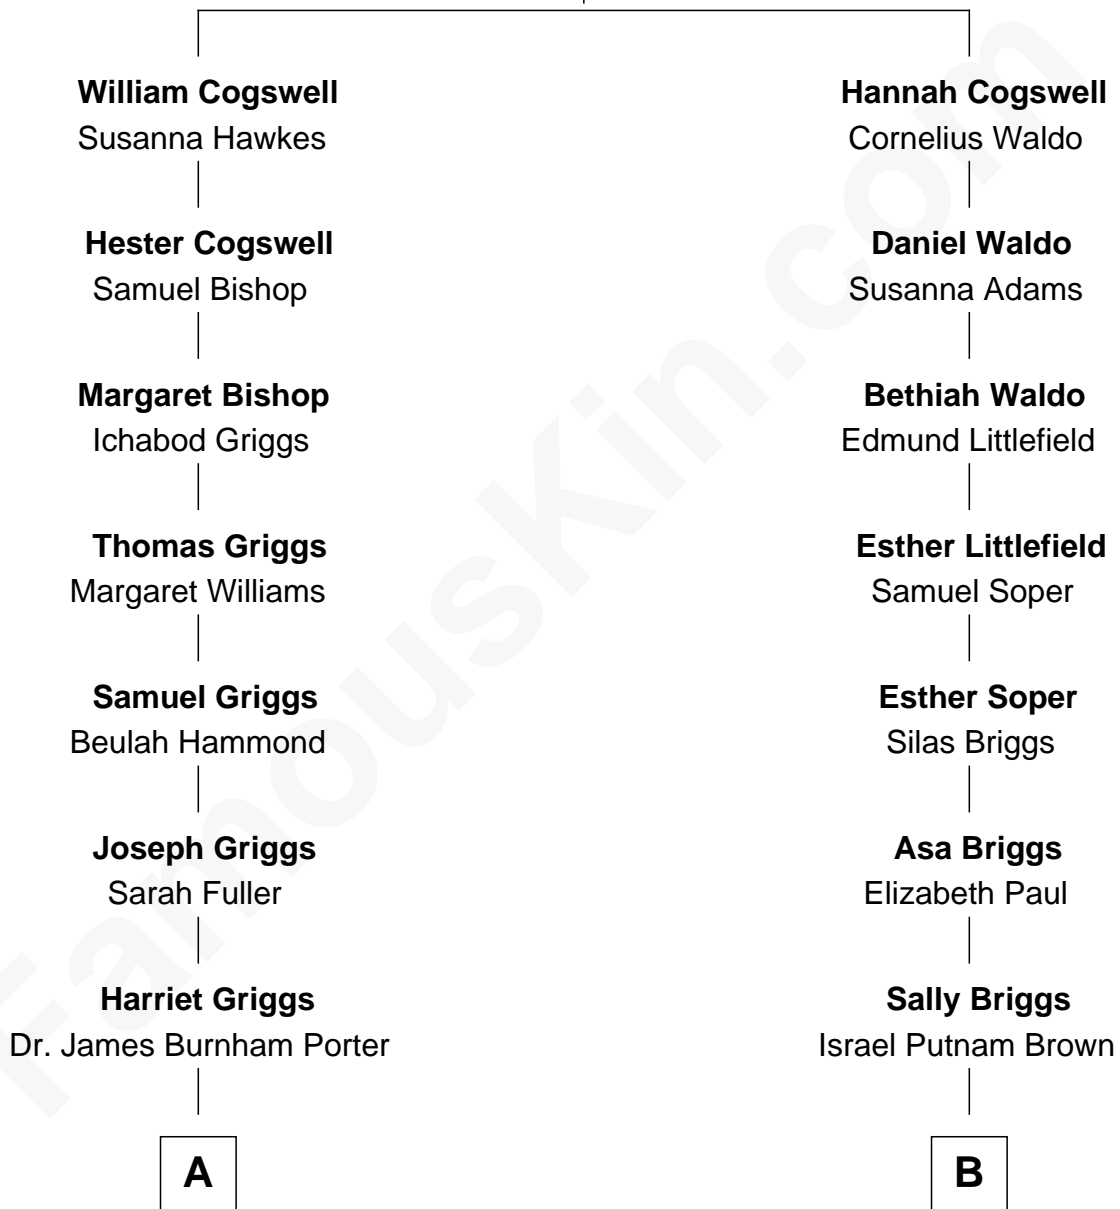 William Cogswell
Susanna Hawkes
Hester Cogswell
Samuel Bishop
Margaret Bishop
Ichabod Griggs
Thomas Griggs
Margaret Williams
Samuel Griggs
Beulah Hammond
Joseph Griggs
Sarah Fuller
Harriet Griggs
Dr. James Burnham Porter
A
Hannah Cogswell
Cornelius Waldo
Daniel Waldo
Susanna Adams
Bethiah Waldo
Edmund Littlefield
Esther Littlefield
Samuel Soper
Esther Soper
Silas Briggs
Asa Briggs
Elizabeth Paul
Sally Briggs
Israel Putnam Brown
B
FamousKin.com